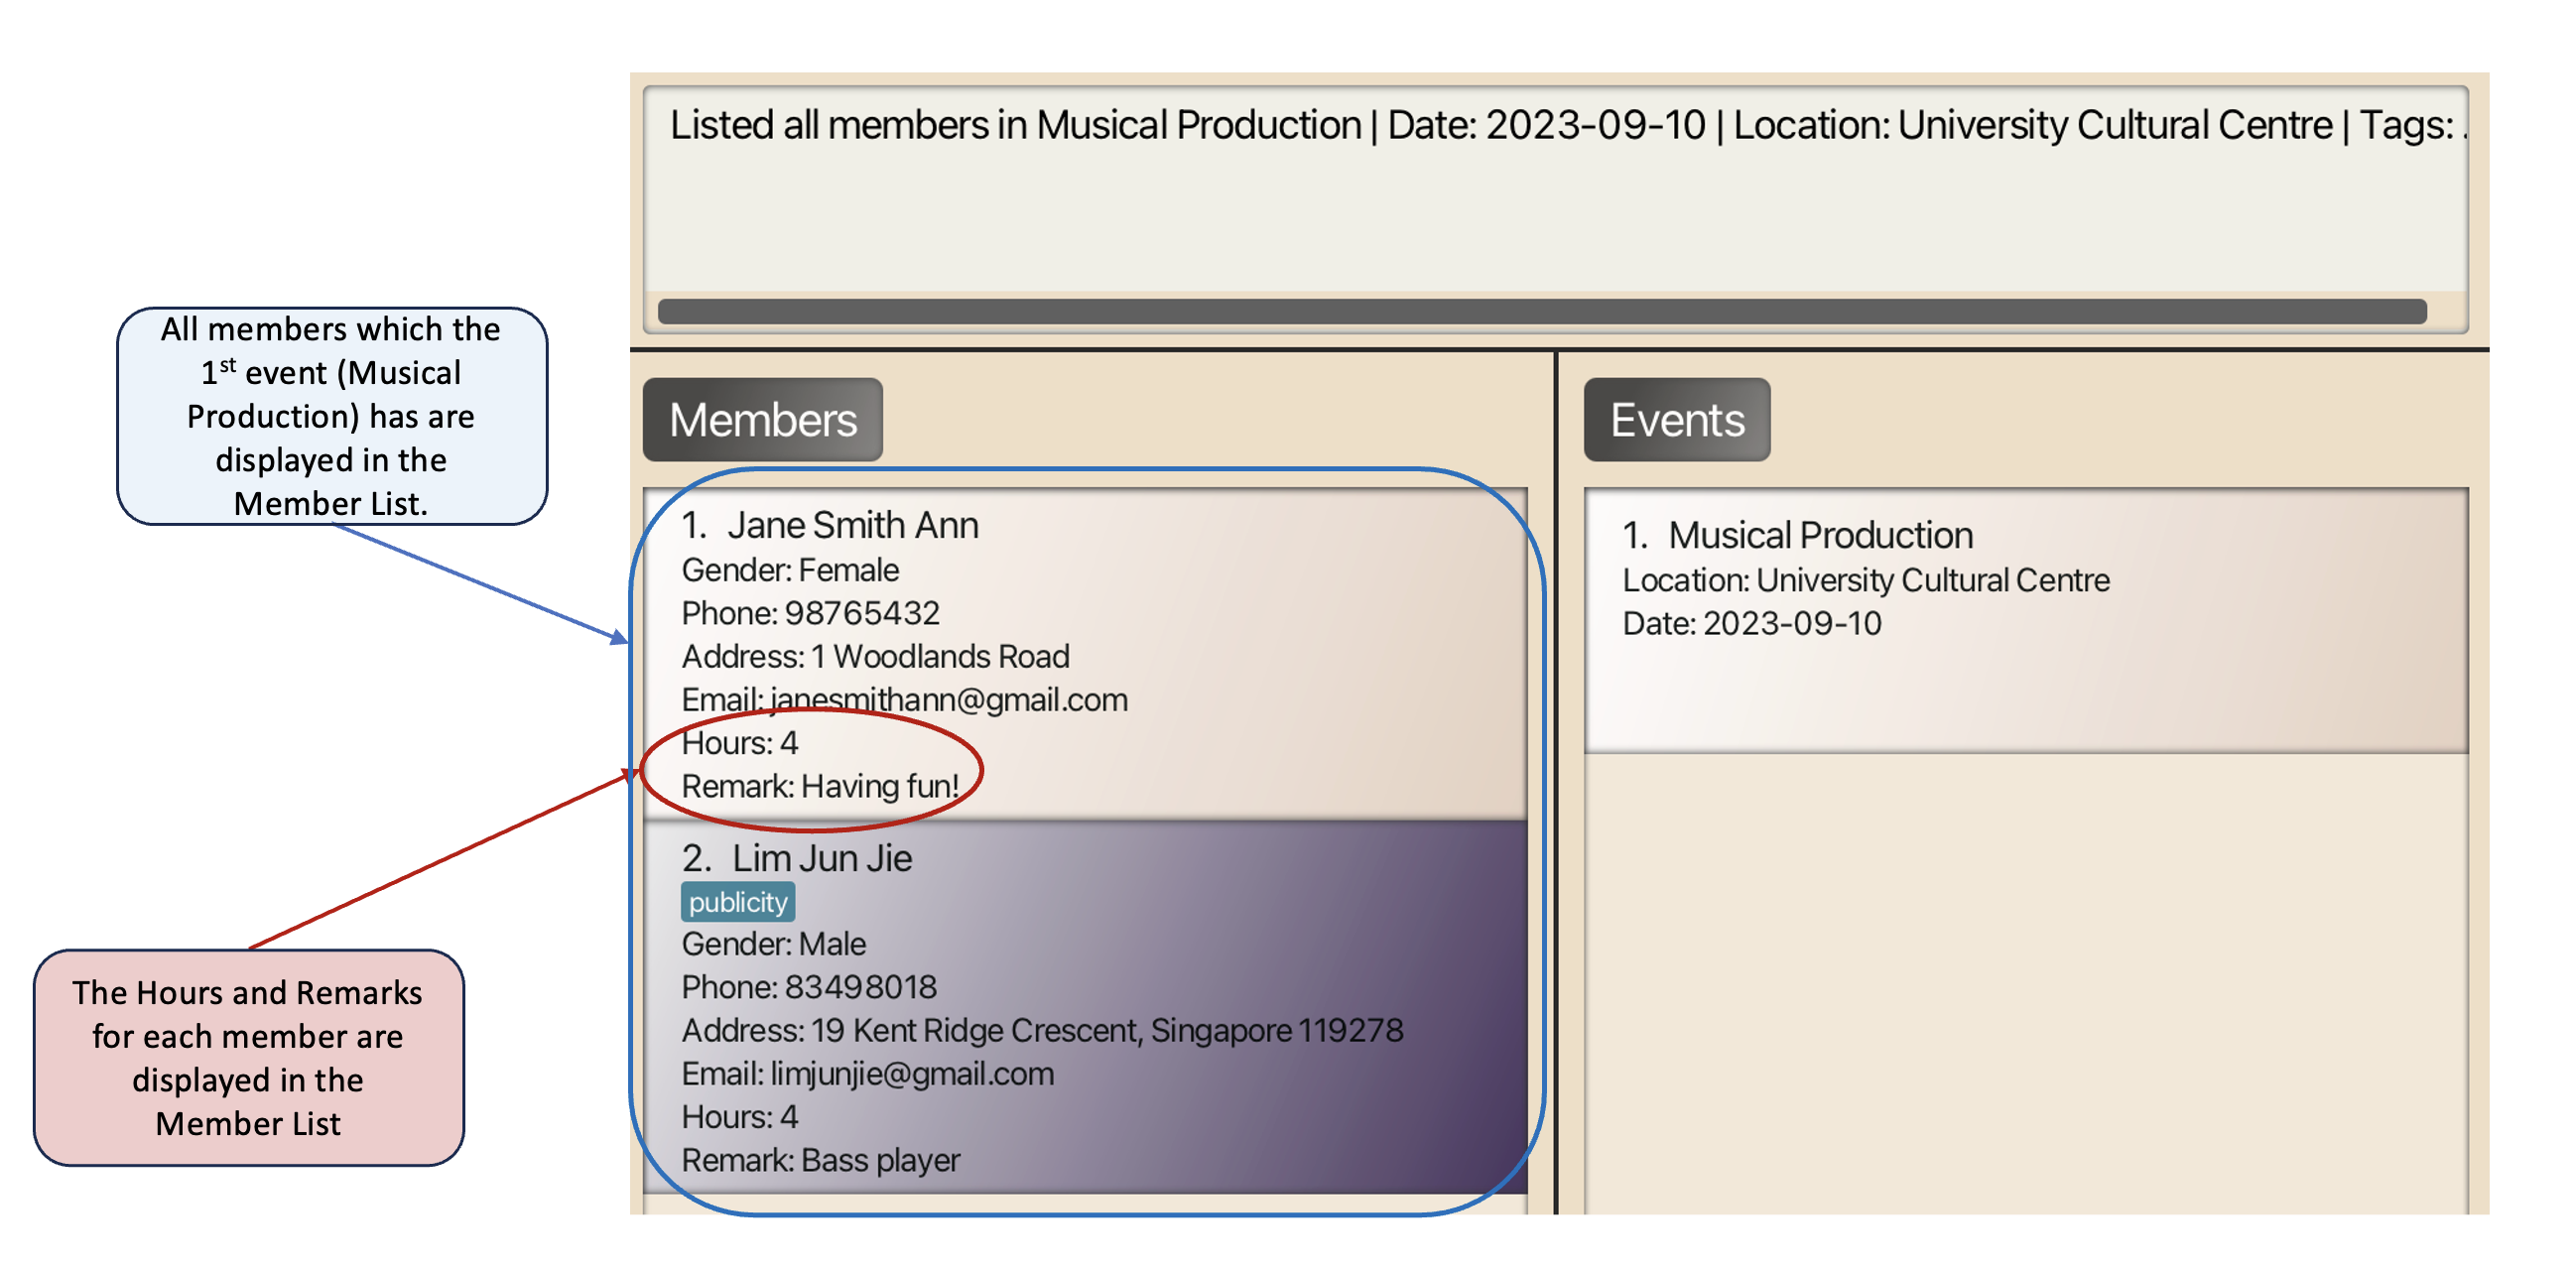 Listed all members in Musical Production | Date: 2023-09-10 | Location: University Cultural Centre | Tags: .
All members which the
1st event (Musical
Production) has are
displayed in the
Member List.
Members
1. Jane Smith Ann
Gender: Female
Phone: 98765432
Address: 1 Woodlands Road
Email: janesmithann@gmail.com
Hours: 4
Remark: Having fun!
2. Lim Jun Jie
publicity
Gender: Male
Phone: 83498018
Address: 19 Kent Ridge Crescent, Singapore 119278
Email: limjunjie@gmail.com
Hours: 4
Remark: Bass player
Events
1. Musical Production
Location: University Cultural Centre
Date: 2023-09-10
The Hours and Remarks
for each member are
displayed in the
Member List